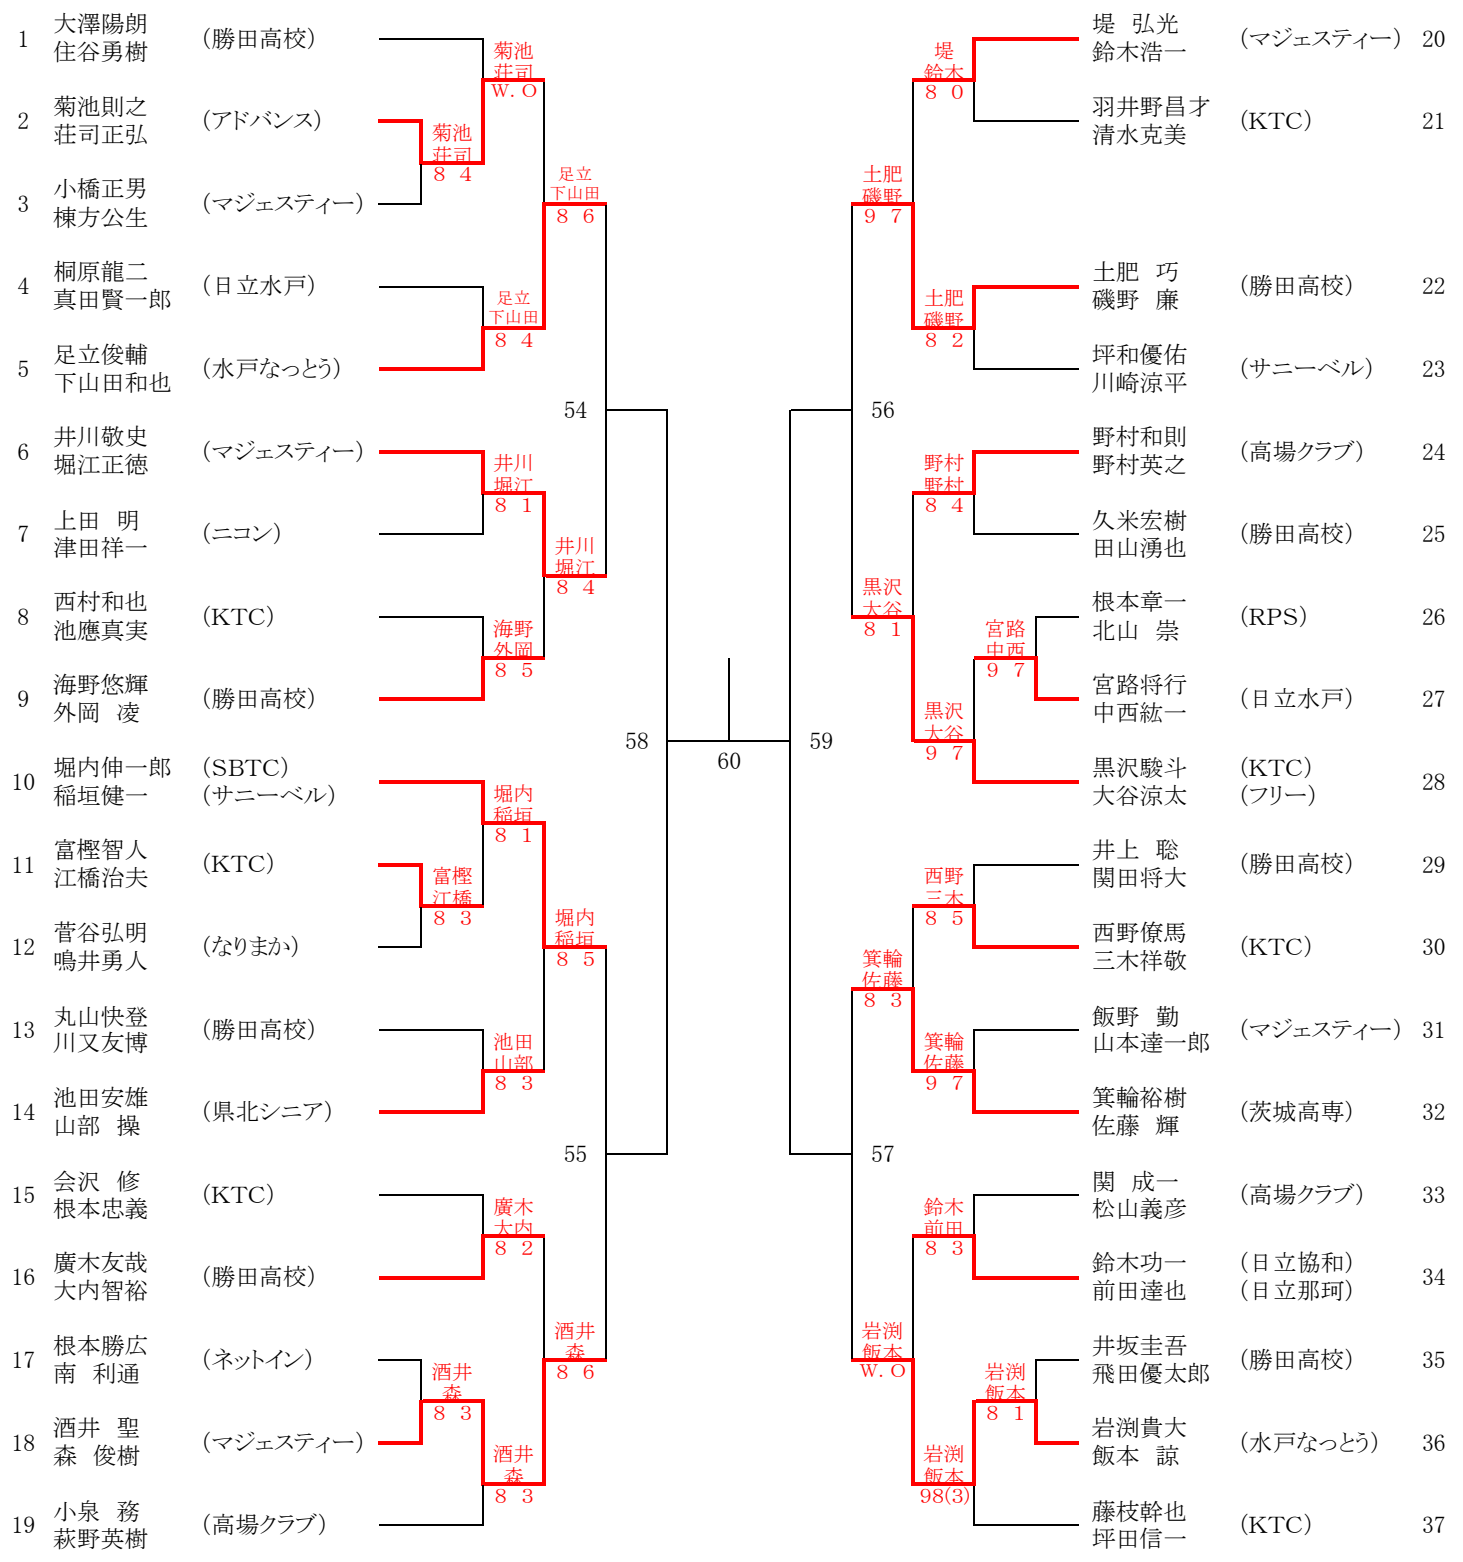 1 大澤陽朗 (勝田高校)
住谷勇樹
2 菊池則之 (アドバンス)
荘司正弘
3 小橋正男 (マジェスティー)
棟方公生
4 桐原龍二 (日立水戸)
真田賢一郎
5 足立俊輔 (水戸なっとう)
下山田和也
6 井川敬史 (マジェスティー)
堀江正徳
7 上田 明 (ニコン)
津田祥一
8 西村和也 (KTC)
池應真実
9 海野悠輝 (勝田高校)
外岡 凌
10 堀内伸一郎 (SBTC)
稲垣健一 (サニーベル)
11 富樫智人 (KTC)
江橋治夫
12 菅谷弘明 (なりまか)
鳴井勇人
13 丸山快登 (勝田高校)
川又友博
14 池田安雄 (県北シニア)
山部 操
15 会沢 修 (KTC)
根本忠義
16 廣木友哉 (勝田高校)
大内智裕
17 根本勝広 (ネットイン)
南 利通
18 酒井 聖 (マジェスティー)
森 俊樹
19 小泉 務 (高場クラブ)
萩野英樹
菊池
荘司
8 4
富樫
江橋
8 3
酒井
森
8 3
菊池
荘司
W.O
足立
下山田
8 4
井川
堀江
8 1
海野
外岡
8 5
堀内
稲垣
8 1
池田
山部
8 3
廣木
大内
8 2
酒井
森
8 3
足立
下山田
8 6
井川
堀江
8 4
堀内
稲垣
8 5
酒井
森
8 6
54
55
58
60
59
56
57
土肥
磯野
9 7
黒沢
大谷
8 1
箕輪
佐藤
8 3
岩渕
飯本
W.O
堤
鈴木
8 0
土肥
磯野
8 2
野村
野村
8 4
黒沢
大谷
9 7
西野
三木
8 5
箕輪
佐藤
9 7
鈴木
前田
8 3
岩渕
飯本
98(3)
宮路
中西
9 7
岩渕
飯本
8 1
堤 弘光 (マジェスティー) 20
鈴木浩一
羽井野昌才 (KTC) 21
清水克美
土肥 巧 (勝田高校) 22
磯野 廉
坪和優佑 (サニーベル) 23
川崎涼平
野村和則 (高場クラブ) 24
野村英之
久米宏樹 (勝田高校) 25
田山湧也
根本章一 (RPS) 26
北山 崇
宮路将行 (日立水戸) 27
中西紘一
黒沢駿斗 (KTC) 28
大谷涼太 (フリー)
井上 聡 (勝田高校) 29
関田将大
西野僚馬 (KTC) 30
三木祥敬
飯野 勤 (マジェスティー) 31
山本達一郎
箕輪裕樹 (茨城高専) 32
佐藤 輝
関 成一 (高場クラブ) 33
松山義彦
鈴木功一 (日立協和) 34
前田達也 (日立那珂)
井坂圭吾 (勝田高校) 35
飛田優太郎
岩渕貴大 (水戸なっとう) 36
飯本 諒
藤枝幹也 (KTC) 37
坪田信一